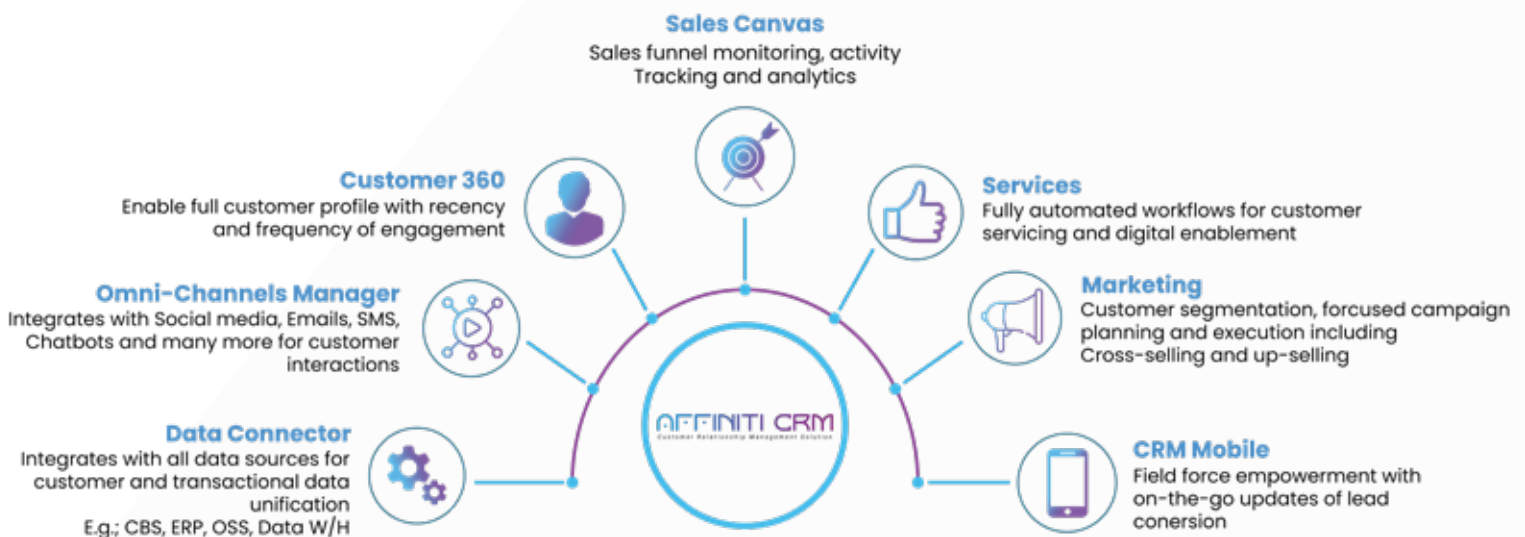 Sales Canvas
Sales funnel monitoring, activity
Tracking and analytics
Customer 360
Enable full customer profile with recency
and frequency of engagement
Services
Fully automated workflows for customer
servicing and digital enablement
Omni-Channels Manager
Integrates with Social media, Emails, SMS,
Chatbots and many more for customer
interactions
Marketing
Customer segmentation, forcused campaign
planning and execution including
Cross-selling and up-selling
AFFINITI CRM
Customer Relationship Management Solution
Data Connector
Integrates with all data sources for
customer and transactional data
unification
E.g.; CBS, ERP, OSS, Data W/H
CRM Mobile
Field force empowerment with
on-the-go updates of lead
conersion